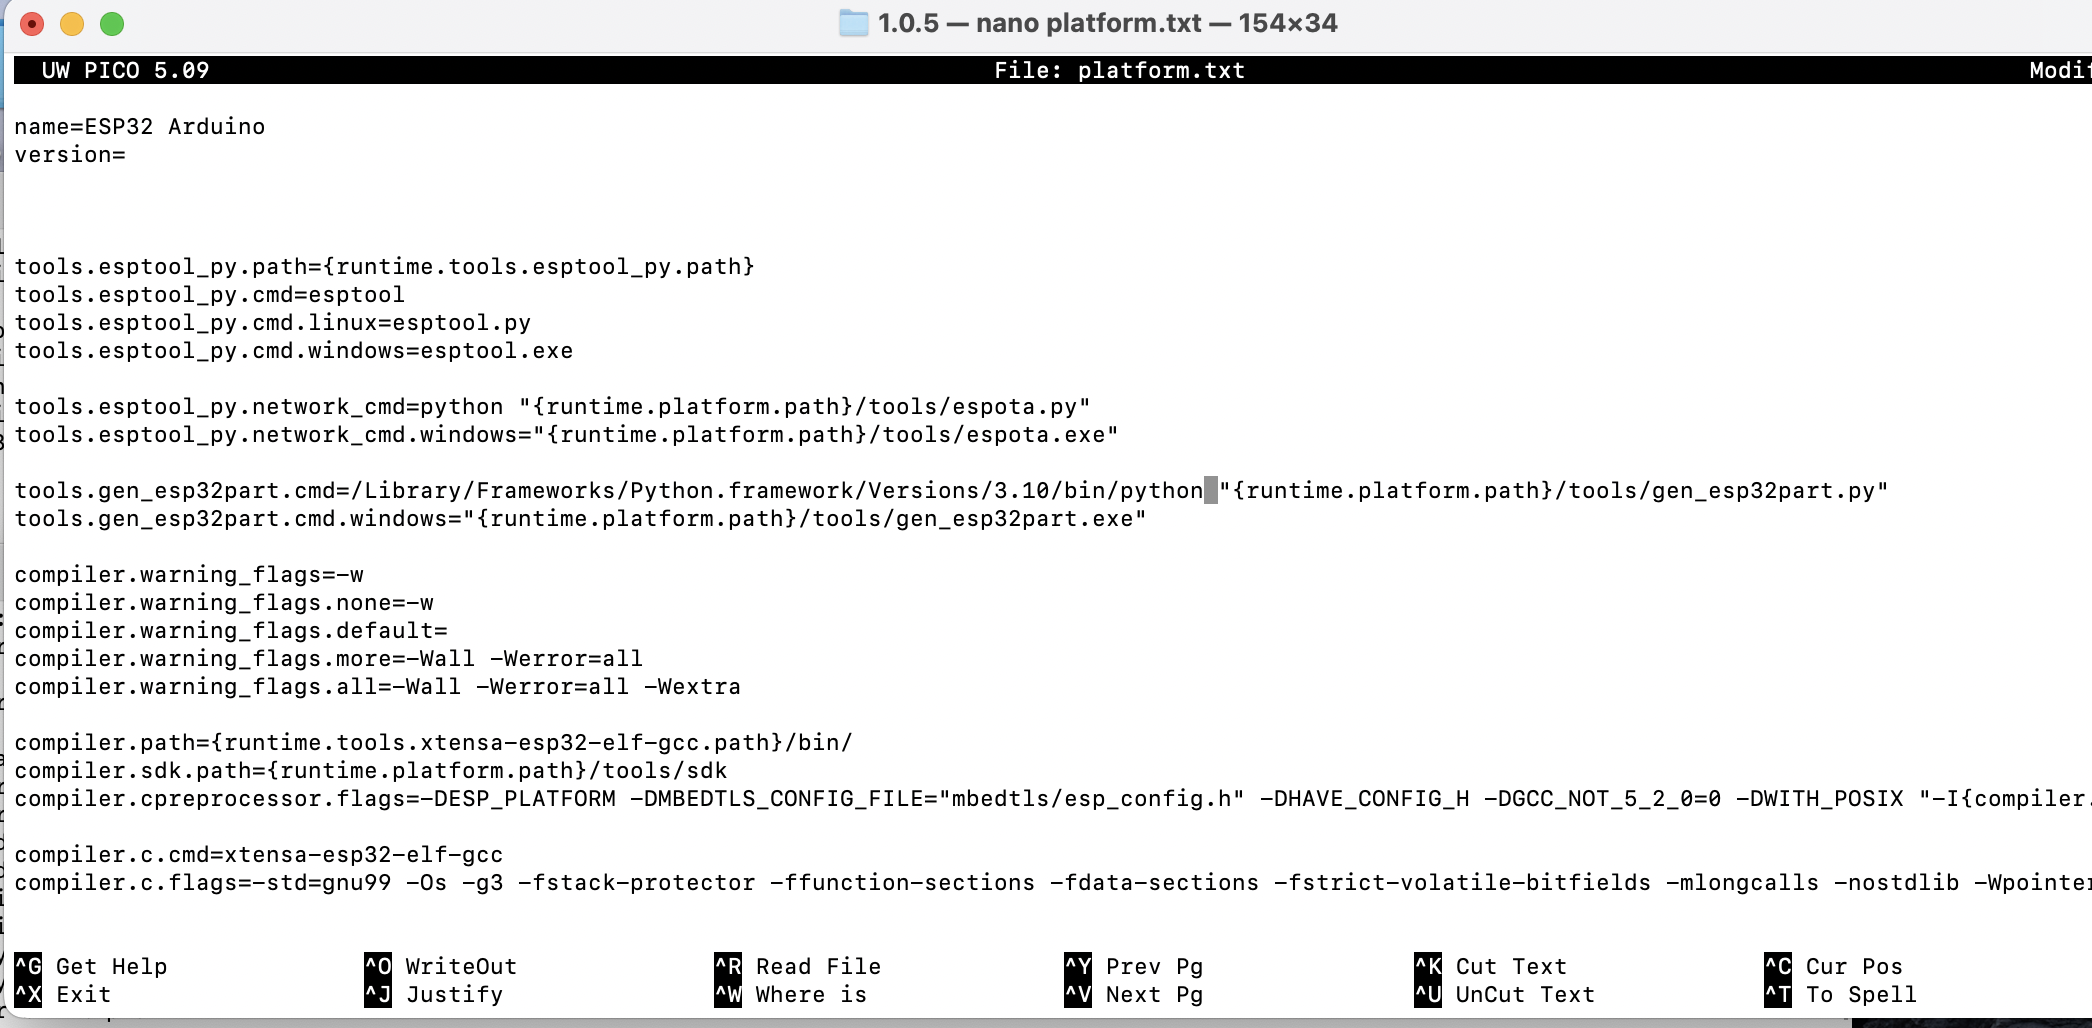 1.0.5 — nano platform.txt — 154×34
UW PICO 5.09 File: platform.txt
name=ESP32 Arduino
version=
tools.esptool_py.path={runtime.tools.esptool_py.path}
tools.esptool_py.cmd=esptool
tools.esptool_py.cmd.linux=esptool.py
tools.esptool_py.cmd.windows=esptool.exe
tools.esptool_py.network_cmd=python "{runtime.platform.path}/tools/espota.py"
tools.esptool_py.network_cmd.windows="{runtime.platform.path}/tools/espota.exe"
tools.gen_esp32part.cmd=/Library/Frameworks/Python.framework/Versions/3.10/bin/python "{runtime.platform.path}/tools/gen_esp32part.py"
tools.gen_esp32part.cmd.windows="{runtime.platform.path}/tools/gen_esp32part.exe"
compiler.warning_flags=-w
compiler.warning_flags.none=-w
compiler.warning_flags.default=
compiler.warning_flags.more=-Wall -Werror=all
compiler.warning_flags.all=-Wall -Werror=all -Wextra
compiler.path={runtime.tools.xtensa-esp32-elf-gcc.path}/bin/
compiler.sdk.path={runtime.platform.path}/tools/sdk
compiler.cpreprocessor.flags=-DESP_PLATFORM -DMBEDTLS_CONFIG_FILE="mbedtls/esp_config.h" -DHAVE_CONFIG_H -DGCC_NOT_5_2_0=0 -DWITH_POSIX "-I{compiler.
compiler.c.cmd=xtensa-esp32-elf-gcc
compiler.c.flags=-std=gnu99 -Os -g3 -fstack-protector -ffunction-sections -fdata-sections -fstrict-volatile-bitfields -mlongcalls -nostdlib -Wpointer
^G Get Help ^O WriteOut ^R Read File ^Y Prev Pg ^K Cut Text ^C Cur Pos
^X Exit ^J Justify ^W Where is ^V Next Pg ^U UnCut Text ^T To Spell